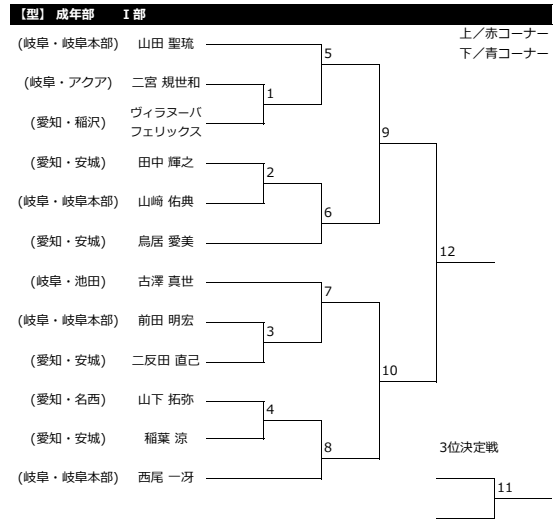 【型】 成年部　Ⅰ部
上／赤コーナー
下／青コーナー
(岐阜・岐阜本部) 山田 聖琉
5
(岐阜・アクア) 二宮 規世和
1
ヴィラヌーバ
(愛知・稲沢)
フェリックス
9
(愛知・安城) 田中 輝之
2
(岐阜・岐阜本部) 山﨑 佑典
6
(愛知・安城) 鳥居 愛美
12
(岐阜・池田) 古澤 真世
7
(岐阜・岐阜本部) 前田 明宏
3
(愛知・安城) 二反田 直己
10
(愛知・名西) 山下 拓弥
4
(愛知・安城) 稲葉 涼
8
3位決定戦
(岐阜・岐阜本部) 西尾 一冴
11